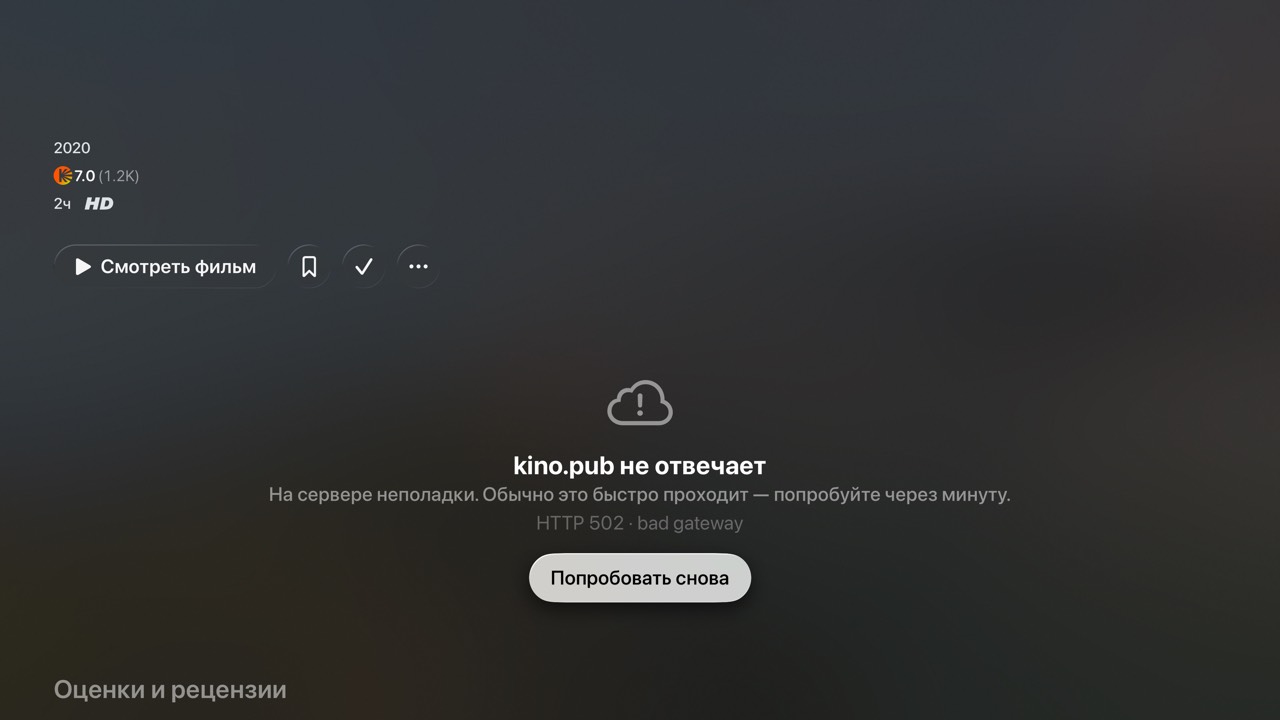 2020
7.0 (1.2K)
2ч HD
Смотреть фильм
kino.pub не отвечает
На сервере неполадки. Обычно это быстро проходит — попробуйте через минуту.
HTTP 502 · bad gateway
Попробовать снова
Оценки и рецензии